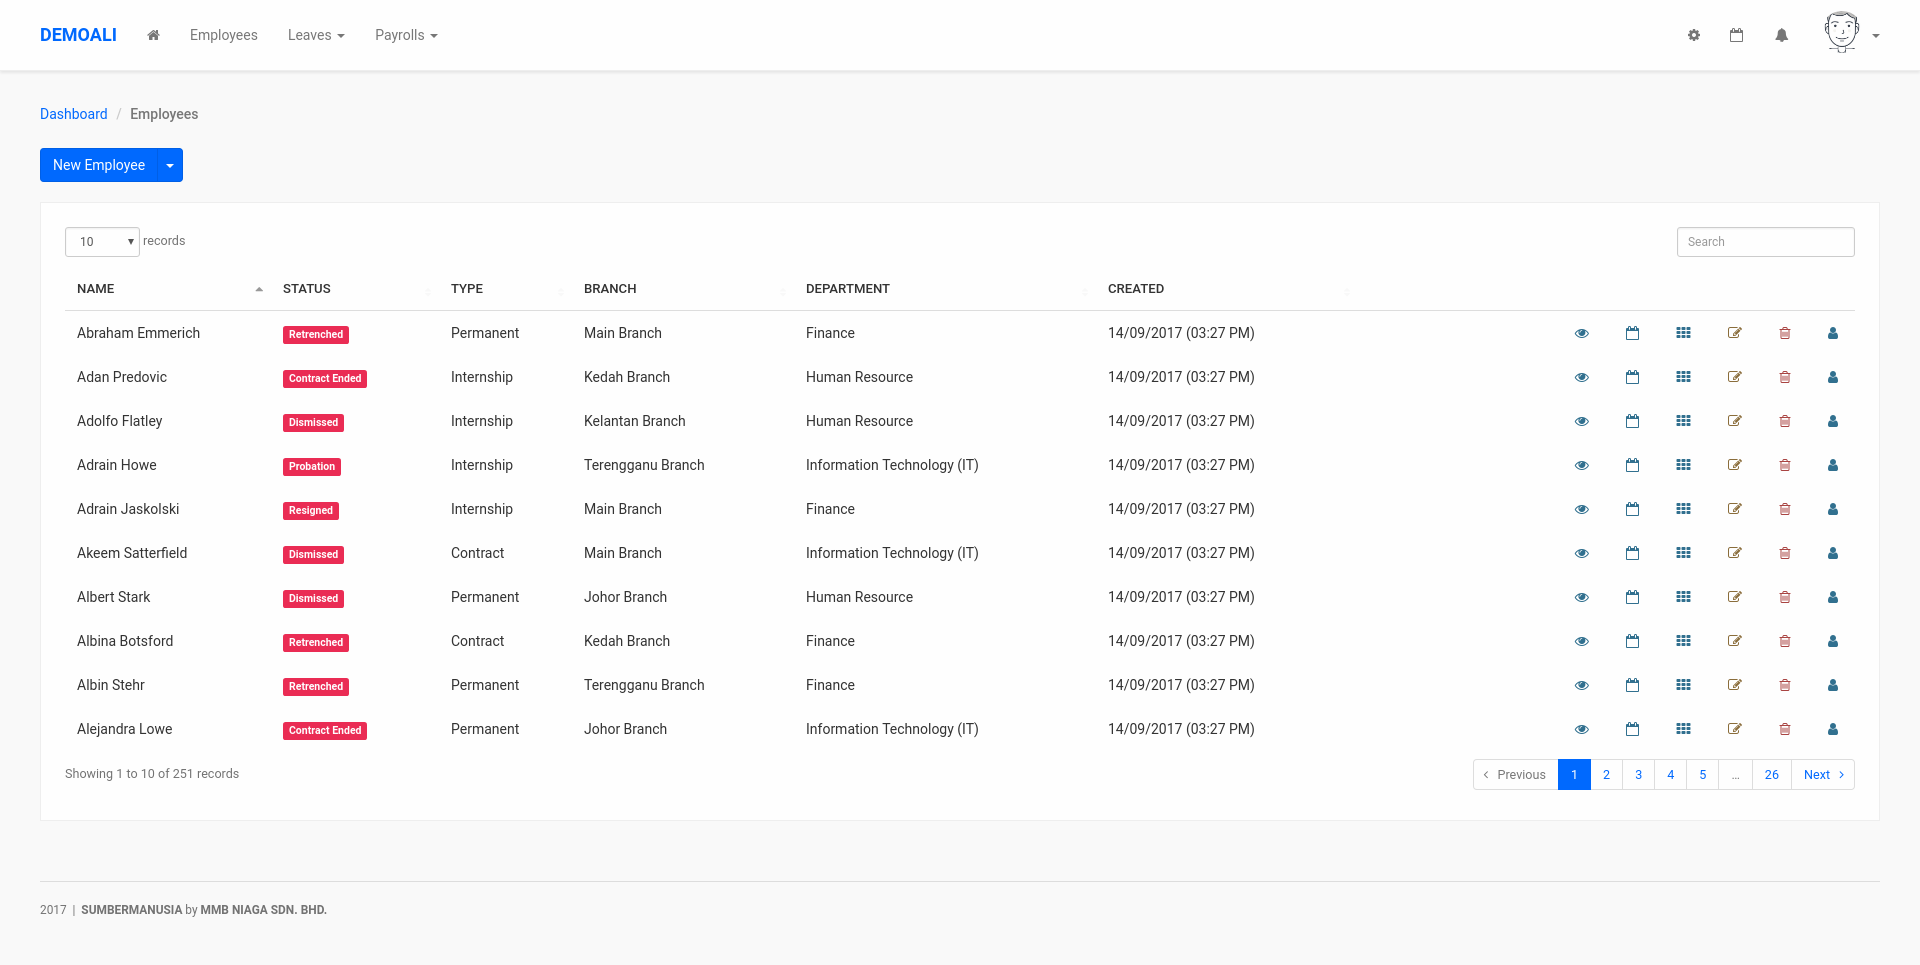 DEMOALI Employees Leaves Payrolls
Dashboard / Employees
New Employee
10 records Search
NAME STATUS TYPE BRANCH DEPARTMENT CREATED
Abraham Emmerich Retrenched Permanent Main Branch Finance 14/09/2017 (03:27 PM)
Adan Predovic Contract Ended Internship Kedah Branch Human Resource 14/09/2017 (03:27 PM)
Adolfo Flatley Dismissed Internship Kelantan Branch Human Resource 14/09/2017 (03:27 PM)
Adrain Howe Probation Internship Terengganu Branch Information Technology (IT) 14/09/2017 (03:27 PM)
Adrain Jaskolski Resigned Internship Main Branch Finance 14/09/2017 (03:27 PM)
Akeem Satterfield Dismissed Contract Main Branch Information Technology (IT) 14/09/2017 (03:27 PM)
Albert Stark Dismissed Permanent Johor Branch Human Resource 14/09/2017 (03:27 PM)
Albina Botsford Retrenched Contract Kedah Branch Finance 14/09/2017 (03:27 PM)
Albin Stehr Retrenched Permanent Terengganu Branch Finance 14/09/2017 (03:27 PM)
Alejandra Lowe Contract Ended Permanent Johor Branch Information Technology (IT) 14/09/2017 (03:27 PM)
Showing 1 to 10 of 251 records ‹ Previous 1 2 3 4 5 … 26 Next ›
2017 | SUMBERMANUSIA by MMB NIAGA SDN. BHD.